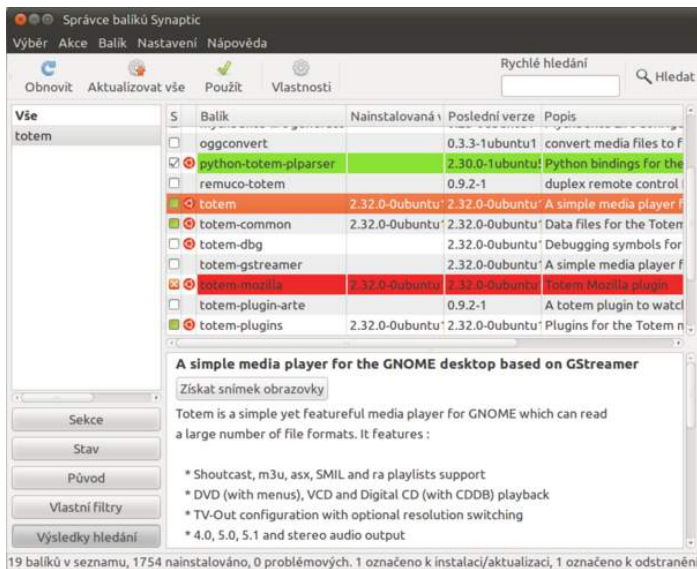 Správce balíků Synaptic
Výběr Akce Balík Nastavení Nápověda
Rychlé hledání
Obnovit Aktualizovat vše Použít Vlastnosti Hledat
Vše
totem
S Balík Nainstalovaná v Poslední verze Popis
oggconvert 0.3.3-1ubuntu1 convert media files to f
python-totem-plparser 2.30.0-1ubuntu5 Python bindings for the
remuco-totem 0.9.2-1 duplex remote control
totem 2.32.0-0ubuntu1 2.32.0-0ubuntu1 A simple media player f
totem-common 2.32.0-0ubuntu1 2.32.0-0ubuntu1 Data files for the Totem
totem-dbg 2.32.0-0ubuntu1 Debugging symbols for
totem-gstreamer 2.32.0-0ubuntu1 A simple media player f
totem-mozilla 2.32.0-0ubuntu 2.32.0-0ubuntu Totem Mozilla plugin
totem-plugin-arte 0.9.2-1 A totem plugin to watcl
totem-plugins 2.32.0-0ubuntu1 2.32.0-0ubuntu1 Plugins for the Totem n
A simple media player for the GNOME desktop based on GStreamer
Získat snímek obrazovky
Totem is a simple yet featureful media player for GNOME which can read
a large number of file formats. It features :
* Shoutcast, m3u, asx, SMIL and ra playlists support
* DVD (with menus), VCD and Digital CD (with CDDB) playback
* TV-Out configuration with optional resolution switching
* 4.0, 5.0, 5.1 and stereo audio output
Sekce
Stav
Původ
Vlastní filtry
Výsledky hledání
19 balíků v seznamu, 1754 nainstalováno, 0 problémových. 1 označeno k instalaci/aktualizaci, 1 označeno k odstraněn